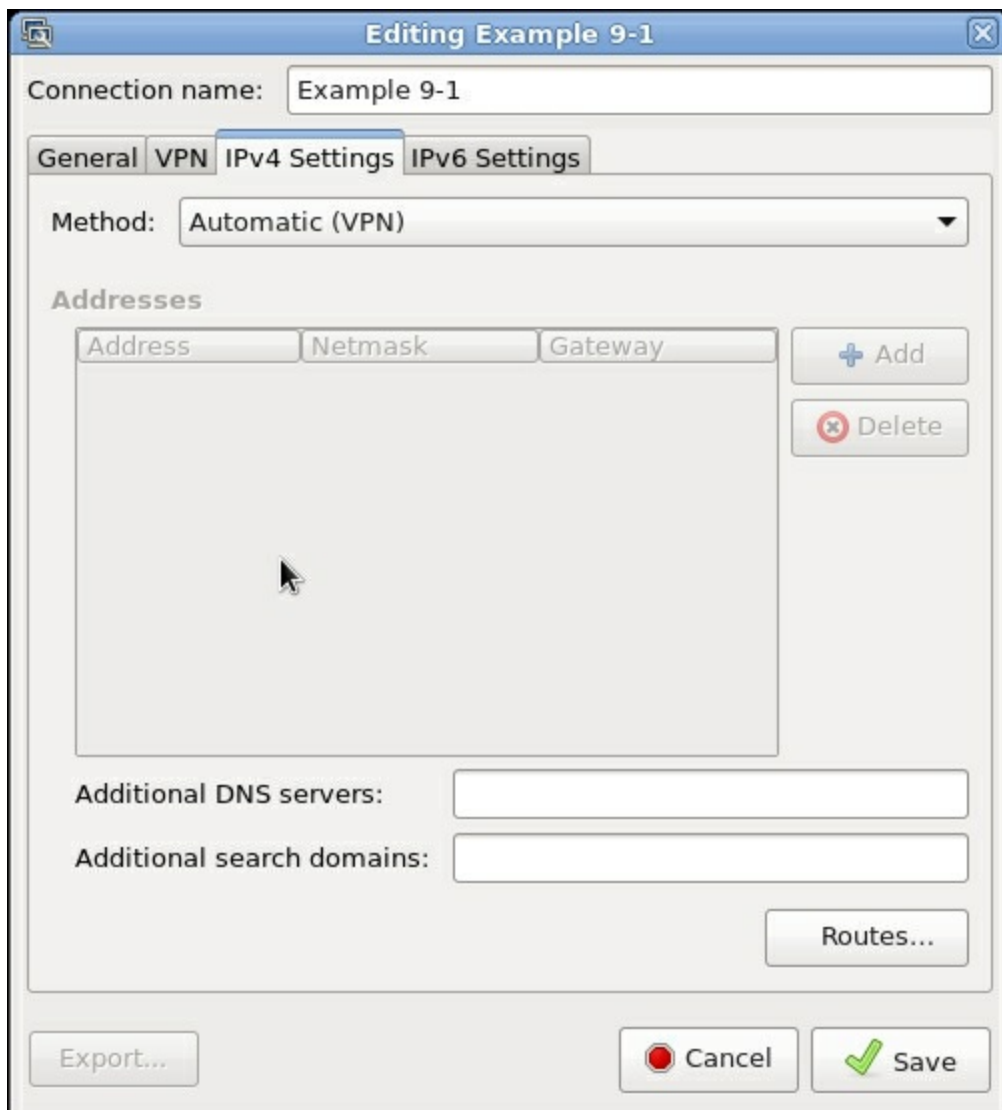 Editing Example 9-1
Connection name: Example 9-1
General VPN IPv4 Settings IPv6 Settings
Method: Automatic (VPN)
Addresses
Address Netmask Gateway
Add
Delete
Additional DNS servers:
Additional search domains:
Routes...
Export... Cancel Save